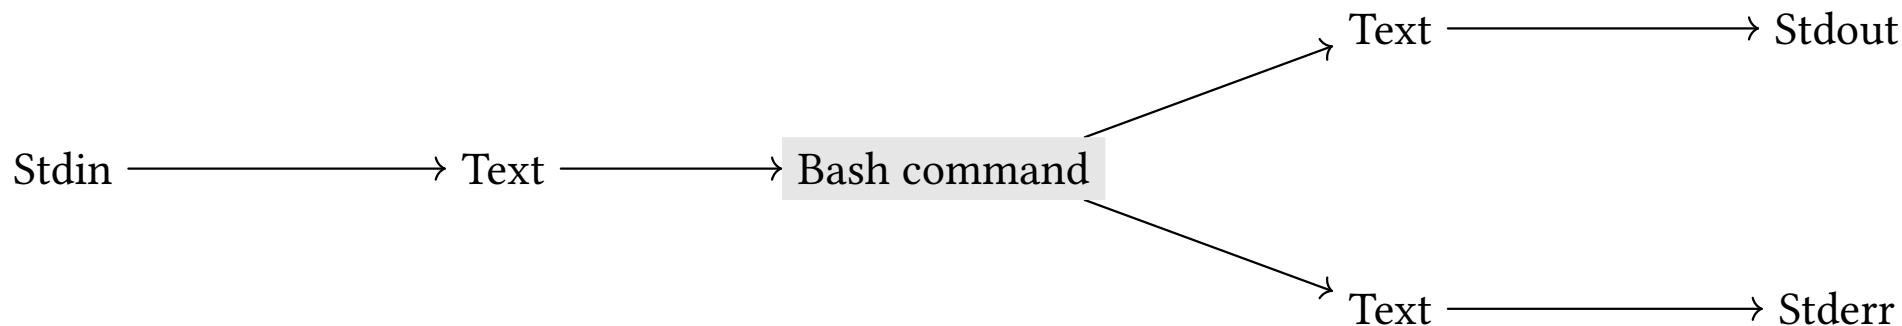 Text
Stdout
Stdin
Text
Bash command
Text
Stderr